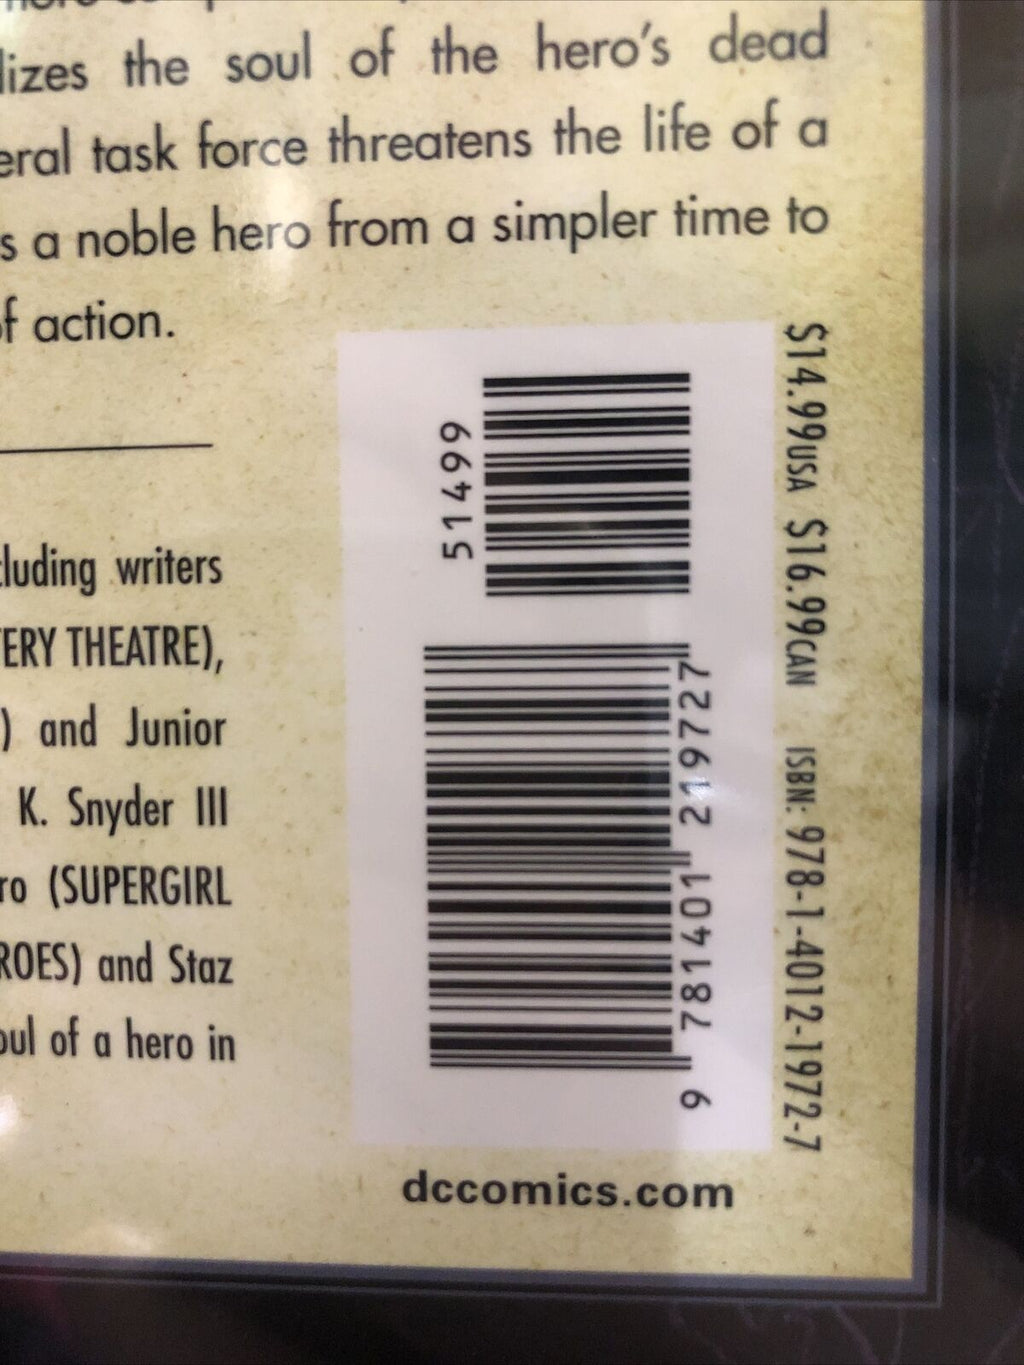 lizes the soul of the hero's dead
eral task force threatens the life of a
s a noble hero from a simpler time to
of action.
cluding writers
ERY THEATRE),
) and Junior
K. Snyder III
ro (SUPERGIRL
ROES) and Staz
oul of a hero in
$14.99USA $16.99CAN ISBN: 978-1-4012-1972-7
51499
9 781401 219727
dccomics.com